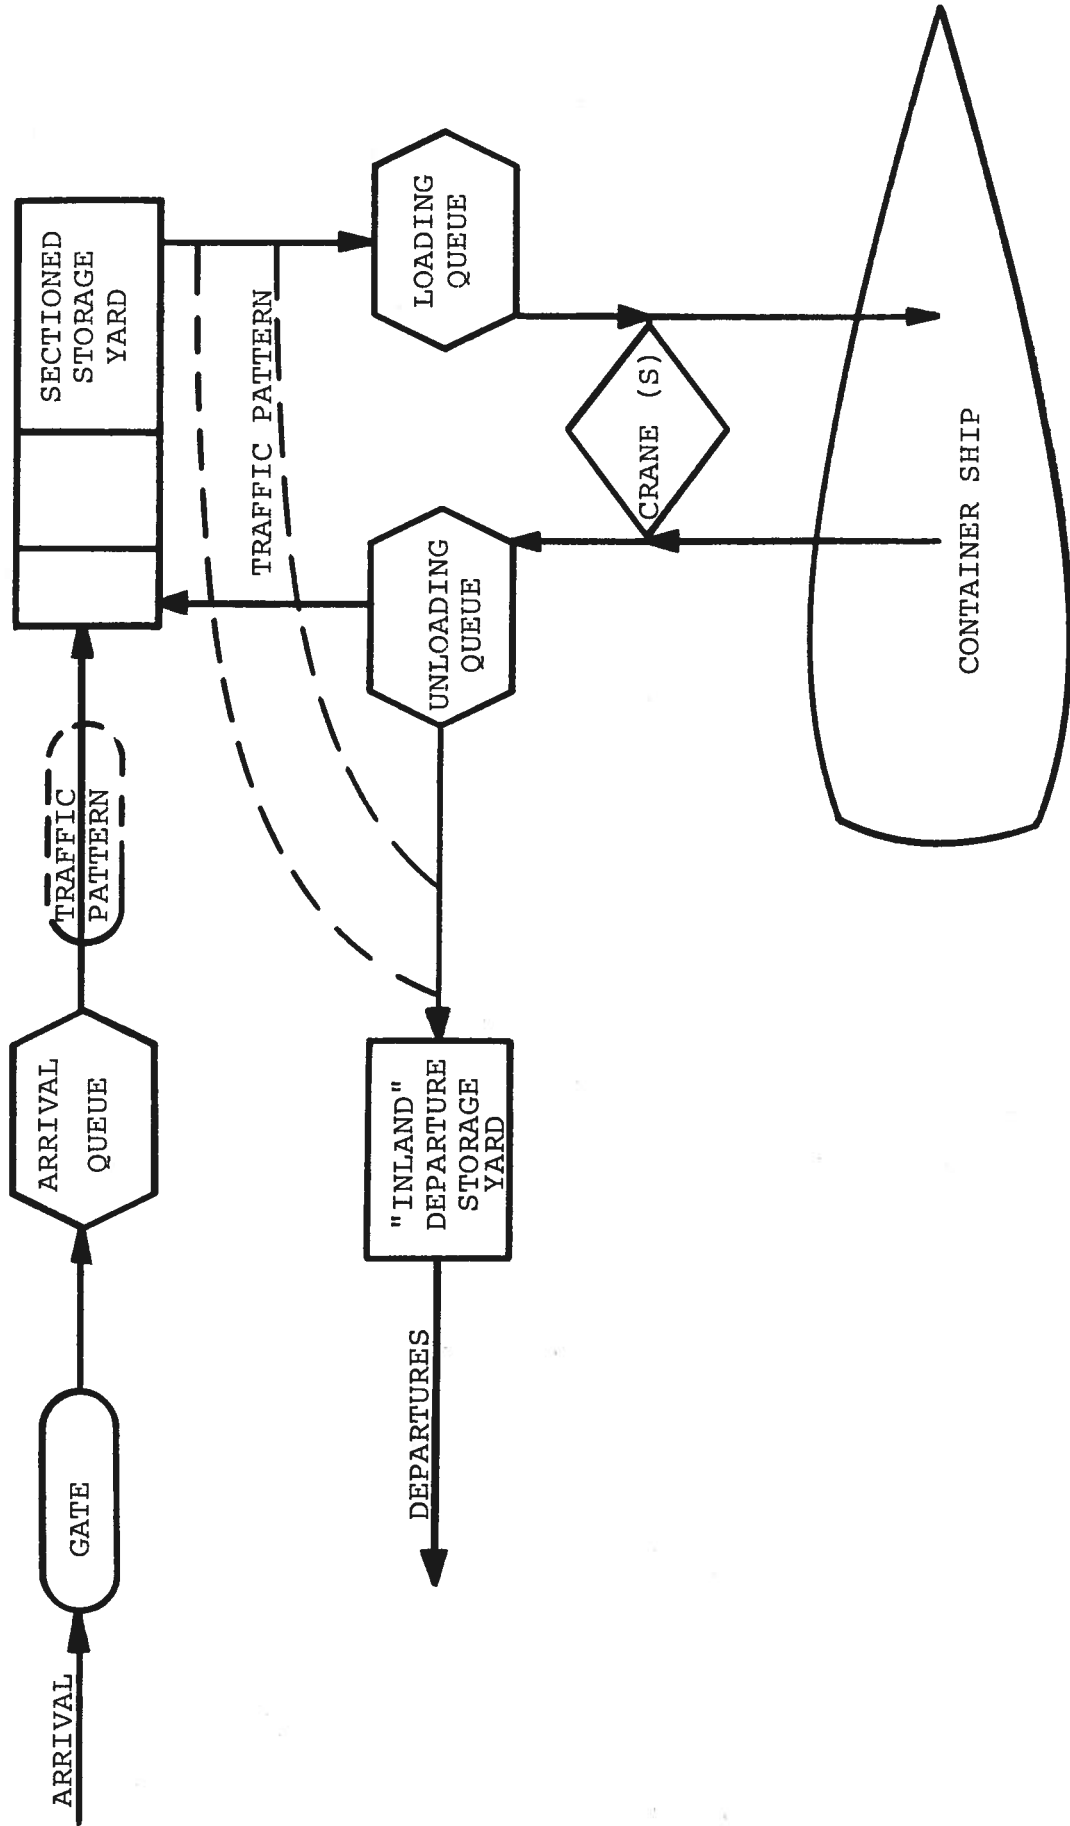 ARRIVAL
GATE
ARRIVAL
QUEUE
TRAFFIC
PATTERN
SECTIONED
STORAGE
YARD
TRAFFIC PATTERN
DEPARTURES
"INLAND"
DEPARTURE
STORAGE
YARD
UNLOADING
QUEUE
LOADING
QUEUE
CRANE (S)
CONTAINER SHIP